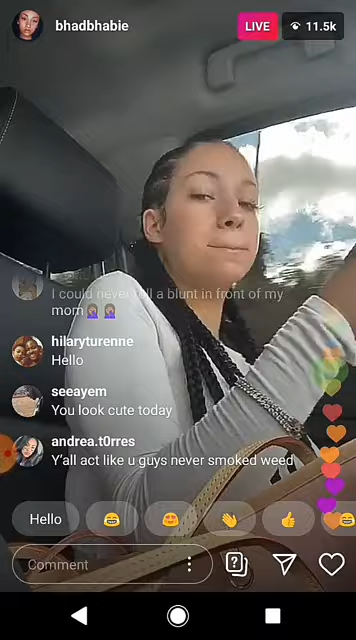 bhadbhabie
LIVE
11.5k
I could never
a blunt in front of my
mom🤦🏽‍♀️🤦🏽‍♀️
hilaryturenne
Hello
seeayem
You look cute today
andrea.t0rres
Y'all act like u guys never smoked weed
Hello
Comment